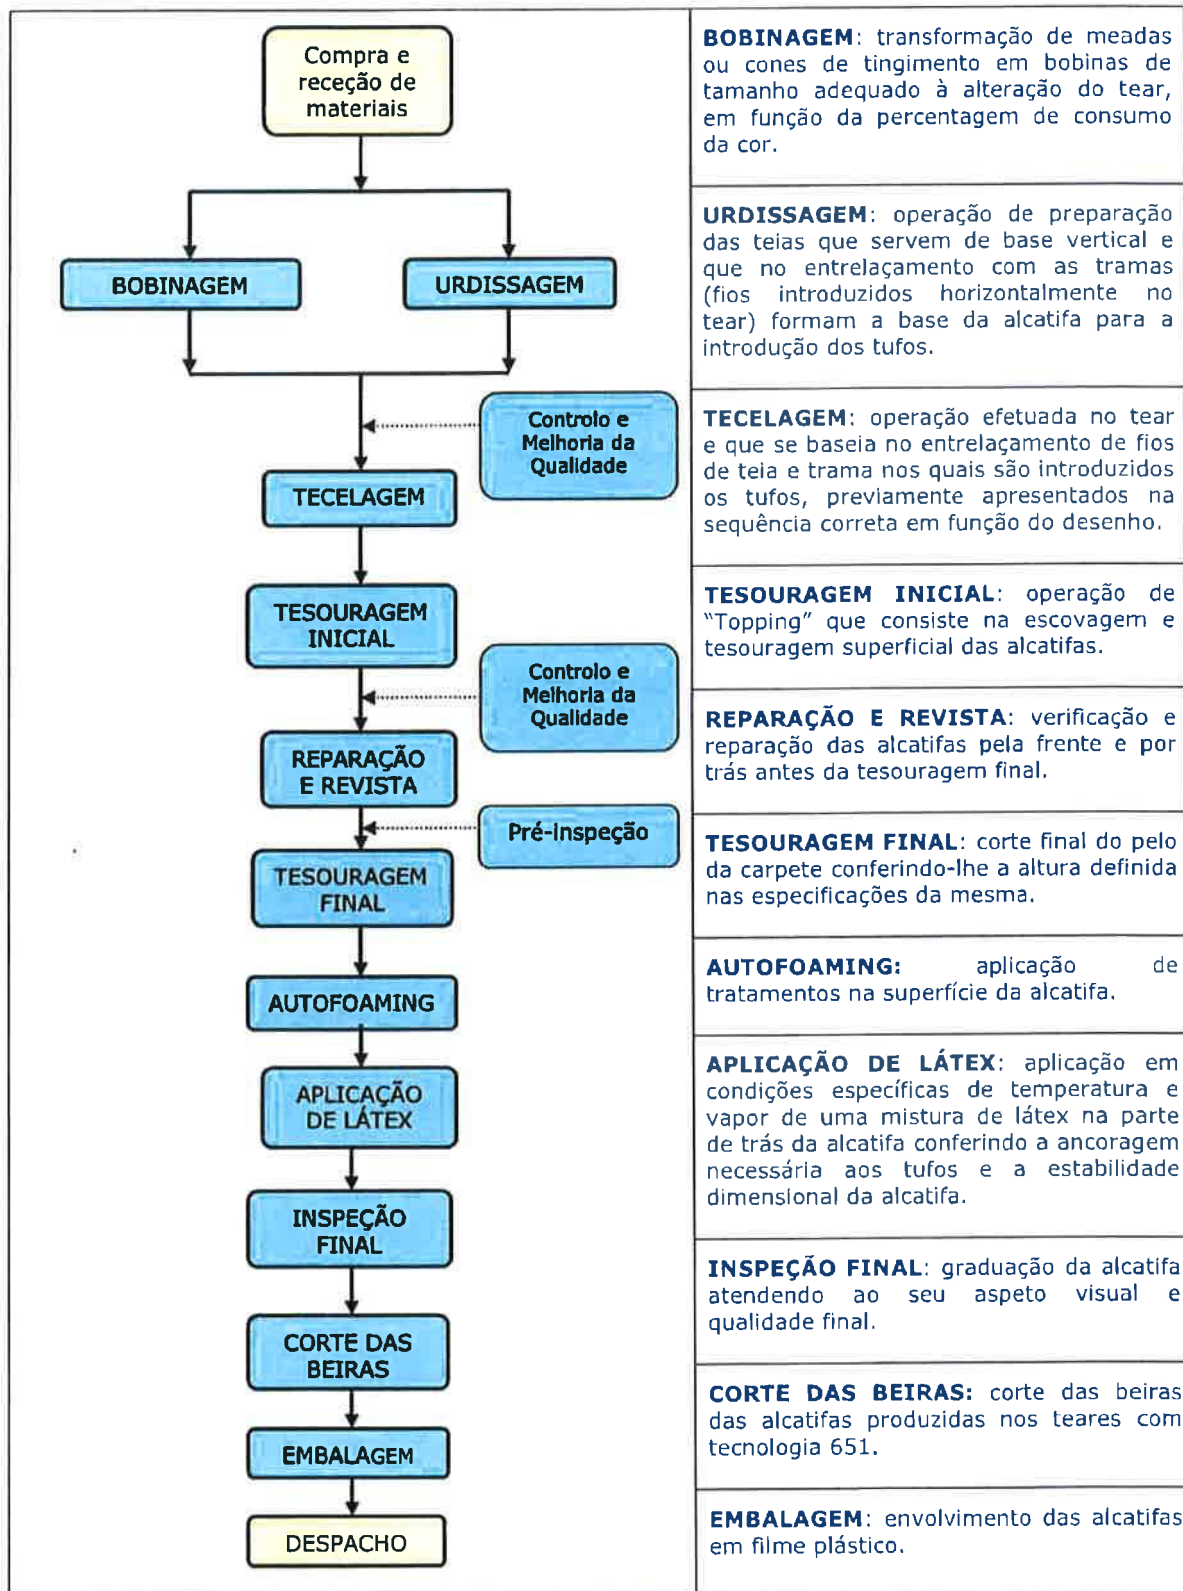 Compra e
receção de
materiais
BOBINAGEM
URDISSAGEM
Controlo e
Melhoria da
Qualidade
TECELAGEM
TESOURAGEM
INICIAL
Controlo e
Melhoria da
Qualidade
REPARAÇÃO
E REVISTA
Pré-inspeção
TESOURAGEM
FINAL
AUTOFOAMING
APLICAÇÃO
DE LÁTEX
INSPEÇÃO
FINAL
CORTE DAS
BEIRAS
EMBALAGEM
DESPACHO
BOBINAGEM: transformação de meadas
ou cones de tingimento em bobinas de
tamanho adequado à alteração do tear,
em função da percentagem de consumo
da cor.
URDISSAGEM: operação de preparação
das teias que servem de base vertical e
que no entrelaçamento com as tramas
(fios introduzidos horizontalmente no
tear) formam a base da alcatifa para a
introdução dos tufos.
TECELAGEM: operação efetuada no tear
e que se baseia no entrelaçamento de fios
de teia e trama nos quais são introduzidos
os tufos, previamente apresentados na
sequência correta em função do desenho.
TESOURAGEM INICIAL: operação de
"Topping" que consiste na escovagem e
tesouragem superficial das alcatifas.
REPARAÇÃO E REVISTA: verificação e
reparação das alcatifas pela frente e por
trás antes da tesouragem final.
TESOURAGEM FINAL: corte final do pelo
da carpete conferindo-lhe a altura definida
nas especificações da mesma.
AUTOFOAMING: aplicação de
tratamentos na superfície da alcatifa.
APLICAÇÃO DE LÁTEX: aplicação em
condições específicas de temperatura e
vapor de uma mistura de látex na parte
de trás da alcatifa conferindo a ancoragem
necessária aos tufos e a estabilidade
dimensional da alcatifa.
INSPEÇÃO FINAL: graduação da alcatifa
atendendo ao seu aspeto visual e
qualidade final.
CORTE DAS BEIRAS: corte das beiras
das alcatifas produzidas nos teares com
tecnologia 651.
EMBALAGEM: envolvimento das alcatifas
em filme plástico.